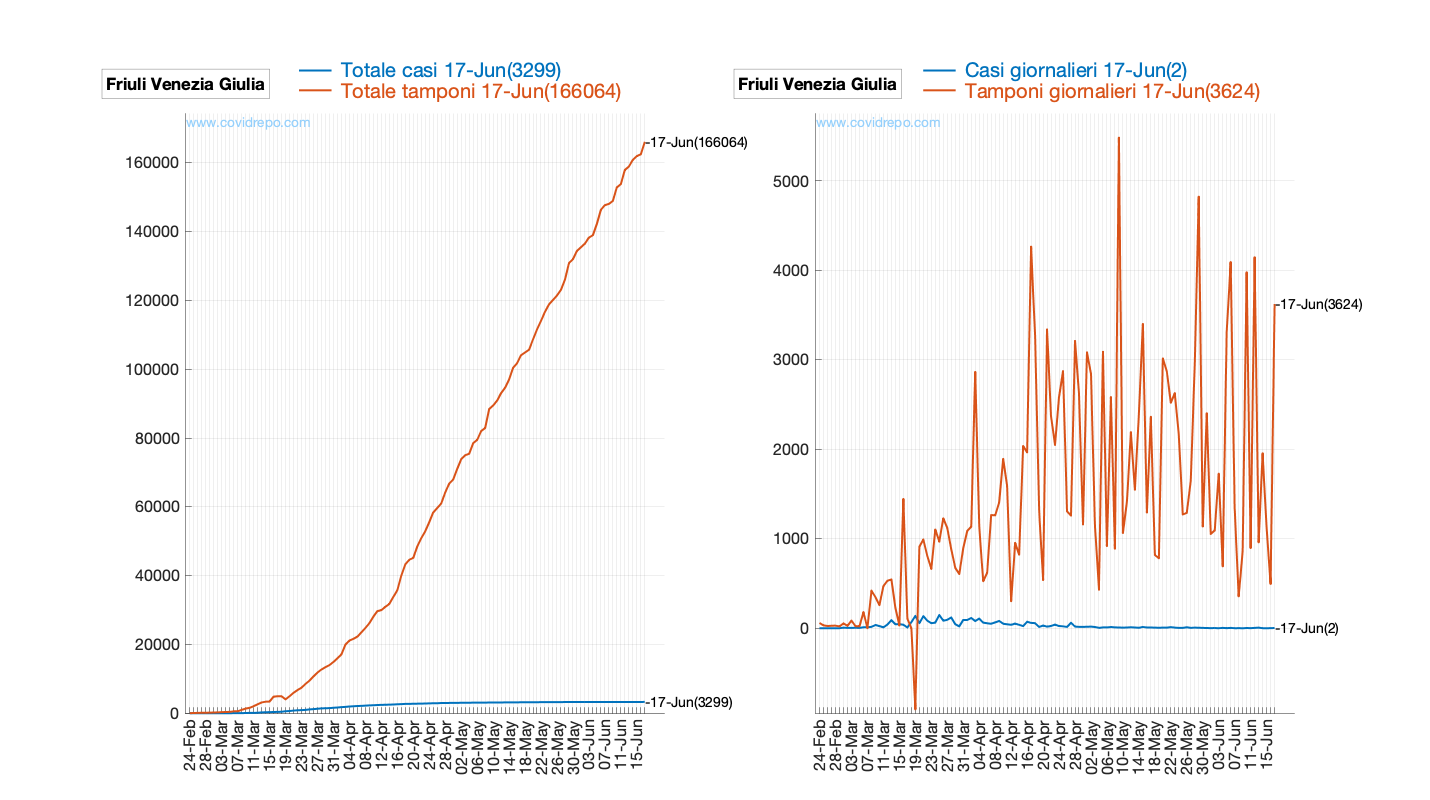 Friuli Venezia Giulia
Totale casi 17-Jun(3299)
Totale tamponi 17-Jun(166064)
www.covidrepo.com
160000
140000
120000
100000
80000
60000
40000
20000
0
17-Jun(166064)
17-Jun(3299)
24-Feb
28-Feb
03-Mar
07-Mar
11-Mar
15-Mar
19-Mar
23-Mar
27-Mar
31-Mar
04-Apr
08-Apr
12-Apr
16-Apr
20-Apr
24-Apr
28-Apr
02-May
06-May
10-May
14-May
18-May
22-May
26-May
30-May
03-Jun
07-Jun
11-Jun
15-Jun
Friuli Venezia Giulia
Casi giornalieri 17-Jun(2)
Tamponi giornalieri 17-Jun(3624)
www.covidrepo.com
5000
4000
3000
2000
1000
0
17-Jun(3624)
17-Jun(2)
24-Feb
28-Feb
03-Mar
07-Mar
11-Mar
15-Mar
19-Mar
23-Mar
27-Mar
31-Mar
04-Apr
08-Apr
12-Apr
16-Apr
20-Apr
24-Apr
28-Apr
02-May
06-May
10-May
14-May
18-May
22-May
26-May
30-May
03-Jun
07-Jun
11-Jun
15-Jun